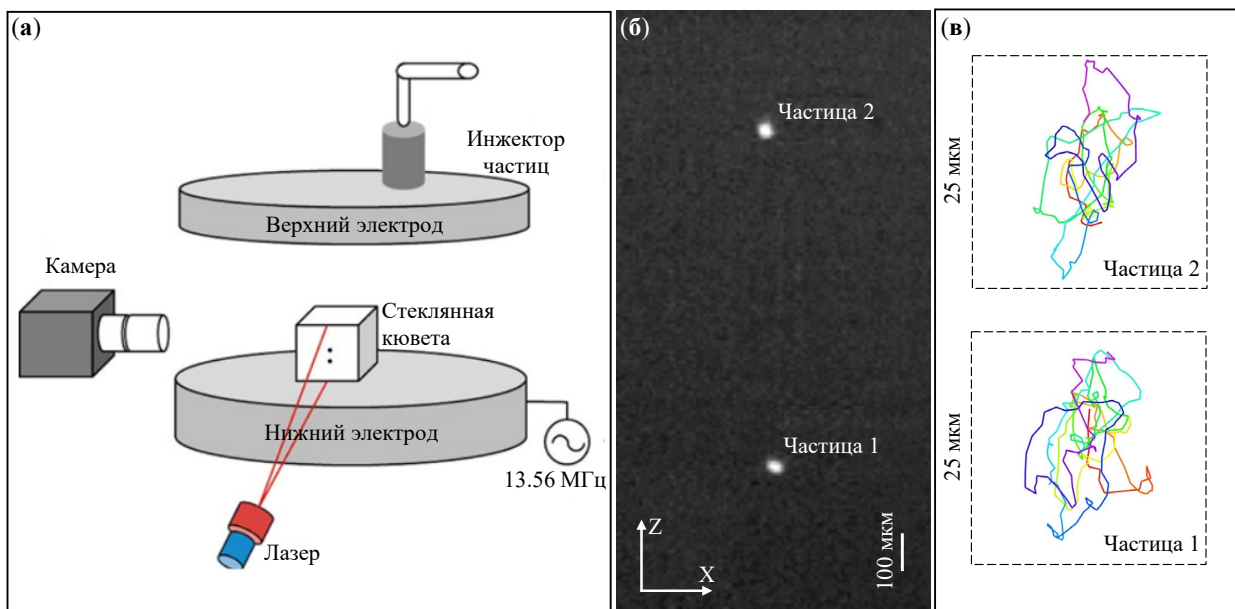 (а)
Инжектор
частиц
Верхний электрод
Камера
Стеклянная
кювета
Нижний электрод
13.56 МГц
Лазер
(б)
Частица 2
Частица 1
Z
X
100 мкм
(в)
25 мкм
Частица 2
25 мкм
Частица 1